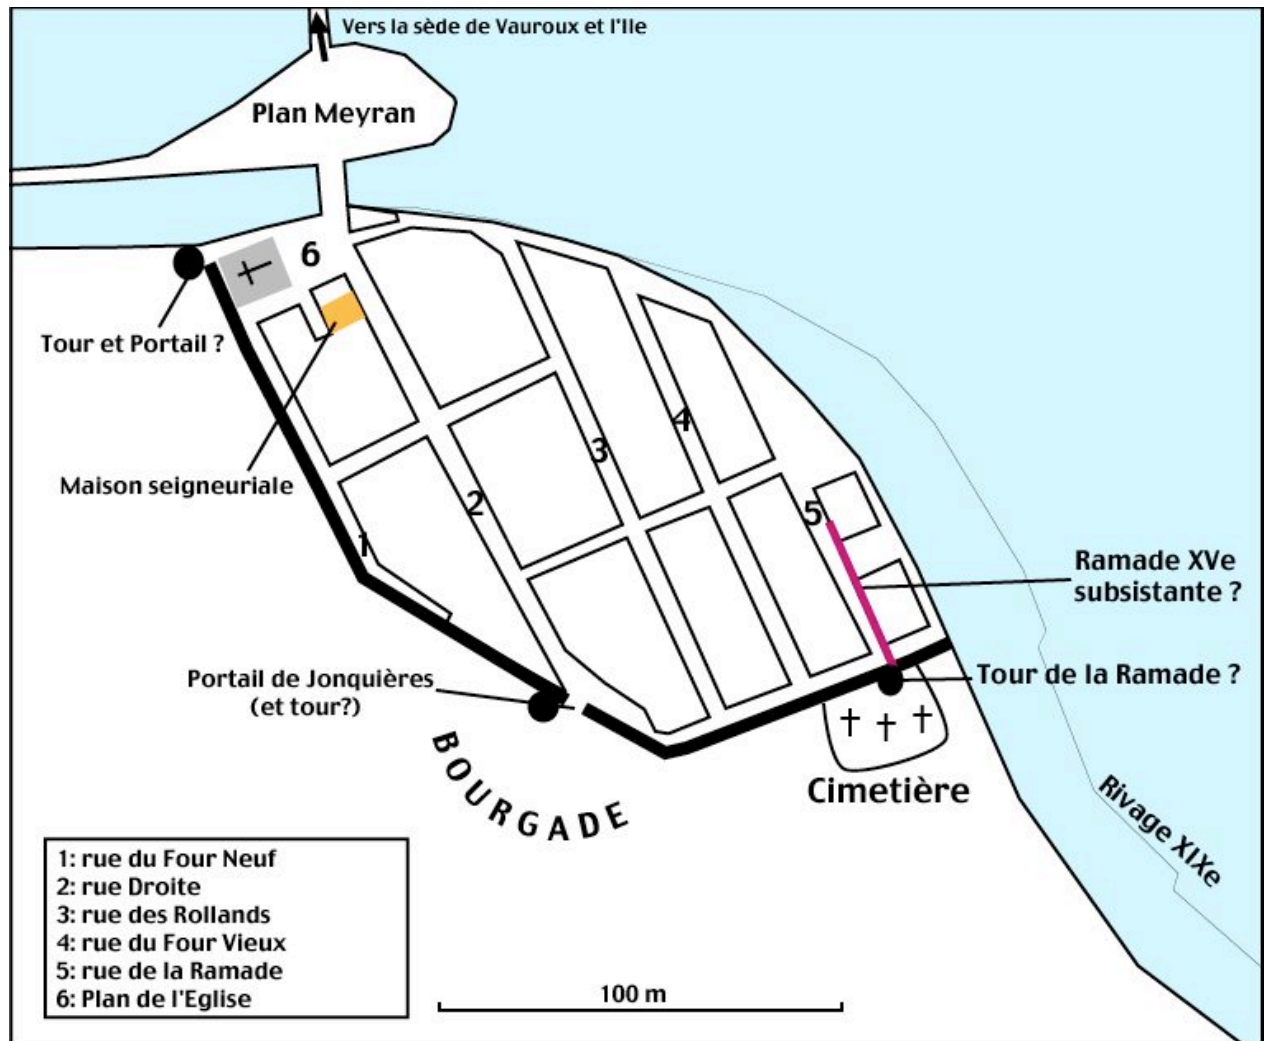 Vers la sède de Vauroux et l'Ile
Plan Meyran
6
Tour et Portail ?
Maison seigneuriale
4
3
2
5
1
Ramade XVe
subsistante ?
Portail de Jonquières
(et tour?)
Tour de la Ramade ?
BOURGADE
Cimetière
Rivage XIXe
1: rue du Four Neuf
2: rue Droite
3: rue des Rollands
4: rue du Four Vieux
5: rue de la Ramade
6: Plan de l'Eglise
100 m